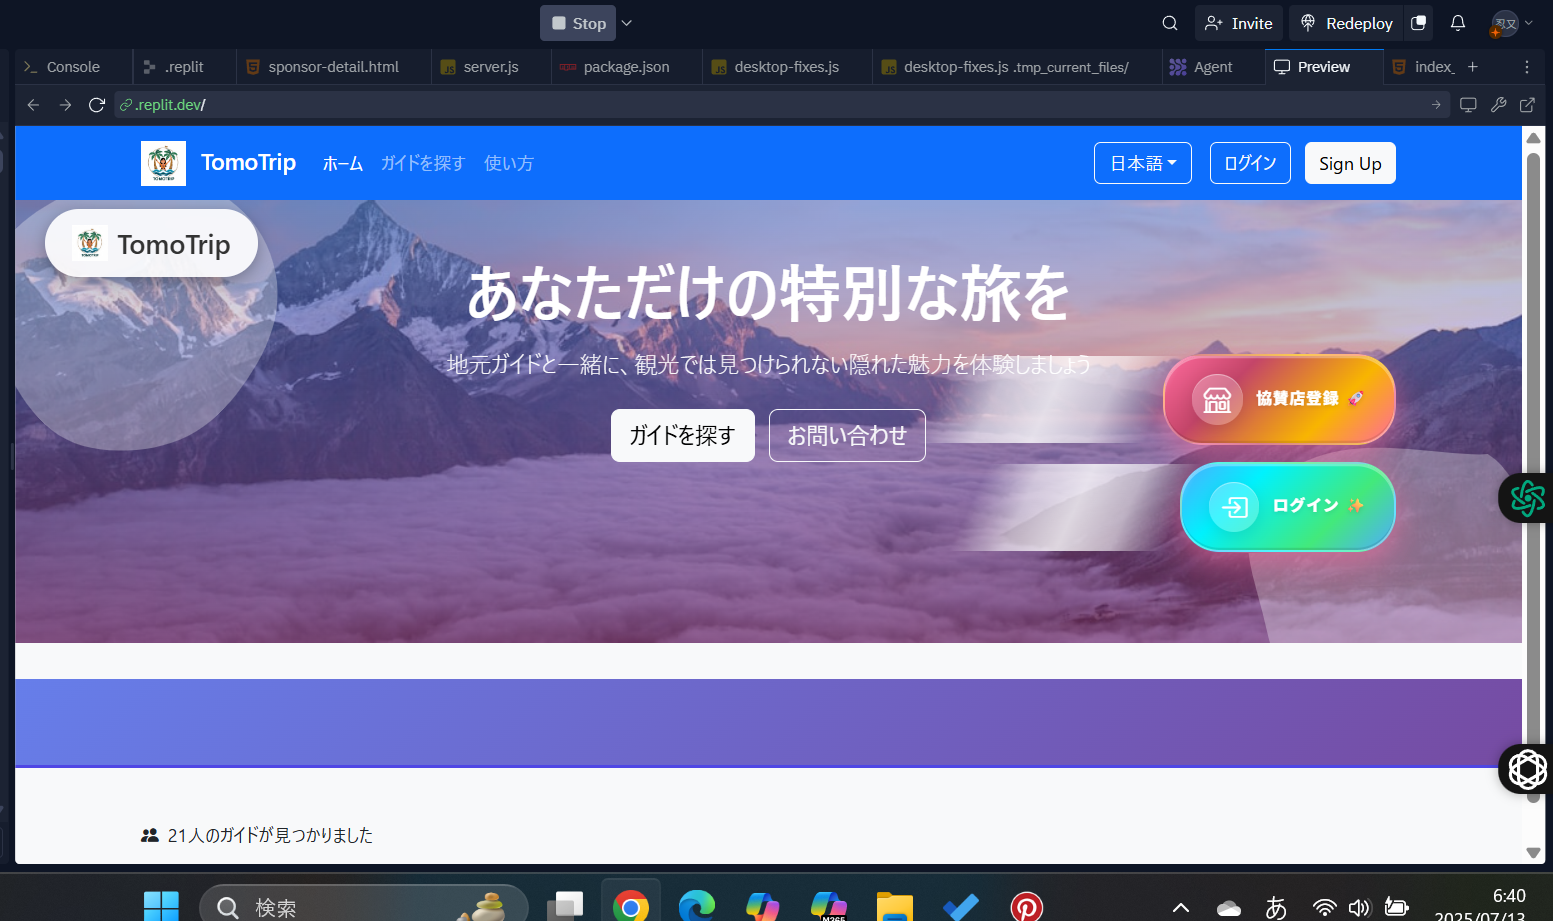 Stop
Invite
Redeploy
Console
.replit
sponsor-detail.html
server.js
package.json
desktop-fixes.js
desktop-fixes.js .tmp_current_files/
Agent
Preview
index_
.replit.dev/
TomoTrip
ホーム
ガイドを探す
使い方
日本語
ログイン
Sign Up
TomoTrip
あなただけの特別な旅を
地元ガイドと一緒に、観光では見つけられない隠れた魅力を体験しましょう
ガイドを探す
お問い合わせ
協賛店登録 🚀
ログイン ✨
21人のガイドが見つかりました
検索
M365
あ
6:40
2025/07/13